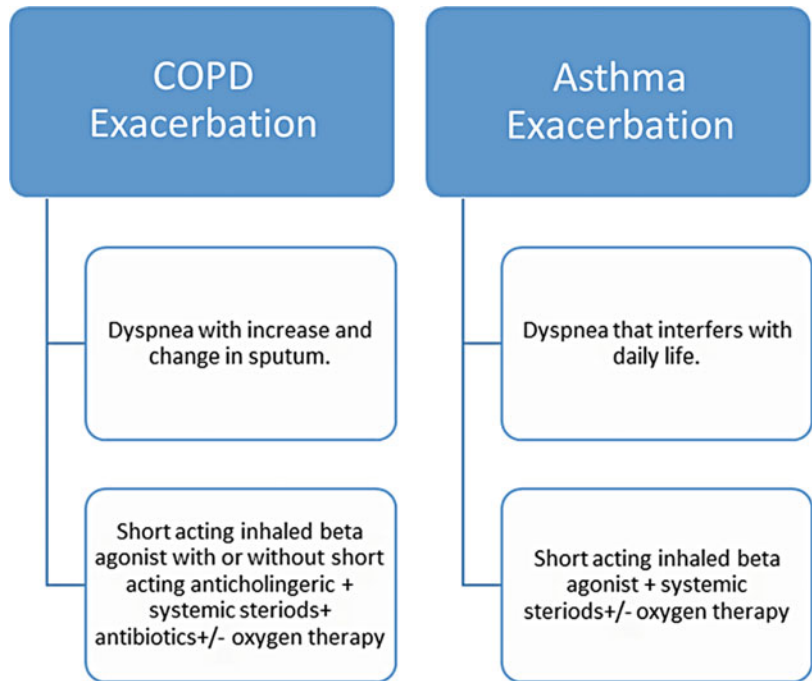 COPD
Exacerbation
Dyspnea with increase and
change in sputum.
Short acting inhaled beta
agonist with or without short
acting anticholingeric +
systemic steriods+
antibiotics+/- oxygen therapy
Asthma
Exacerbation
Dyspnea that interfers with
daily life.
Short acting inhaled beta
agonist + systemic
steriods+/- oxygen therapy